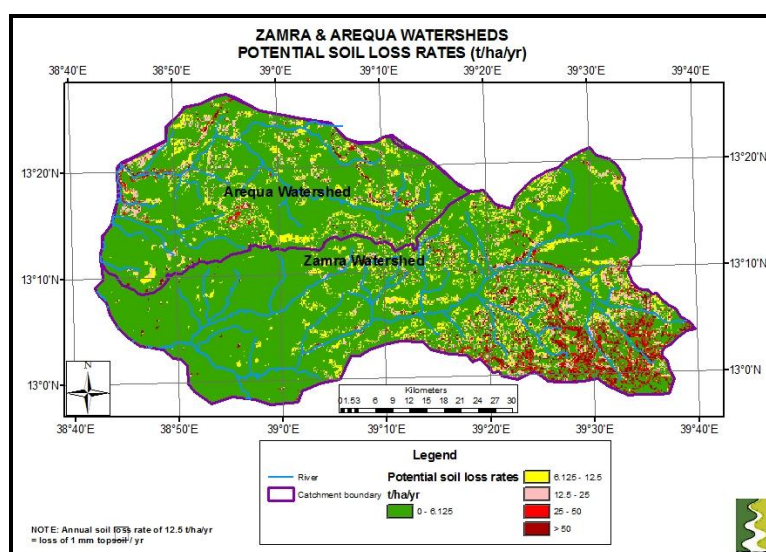 ZAMRA & AREQUA WATERSHEDS
POTENTIAL SOIL LOSS RATES (t/ha/yr)
38°40'E 38°50'E 39°0'E 39°10'E 39°20'E 39°30'E 39°40'E
13°20'N 13°20'N
Arequa Watershed
Zamra Watershed
13°10'N 13°10'N
13°0'N 13°0'N
N
Kilometers
01.53 6 9 12 15 18 21 24 27 30
38°40'E 38°50'E 39°0'E 39°10'E 39°20'E 39°30'E 39°40'E
Legend
River
Catchment boundary
Potential soil loss rates
t/ha/yr
0 - 6.125
6.125 - 12.5
12.5 - 25
25 - 50
> 50
NOTE: Annual soil loss rate of 12.5 t/ha/yr
= loss of 1 mm topsoil / yr